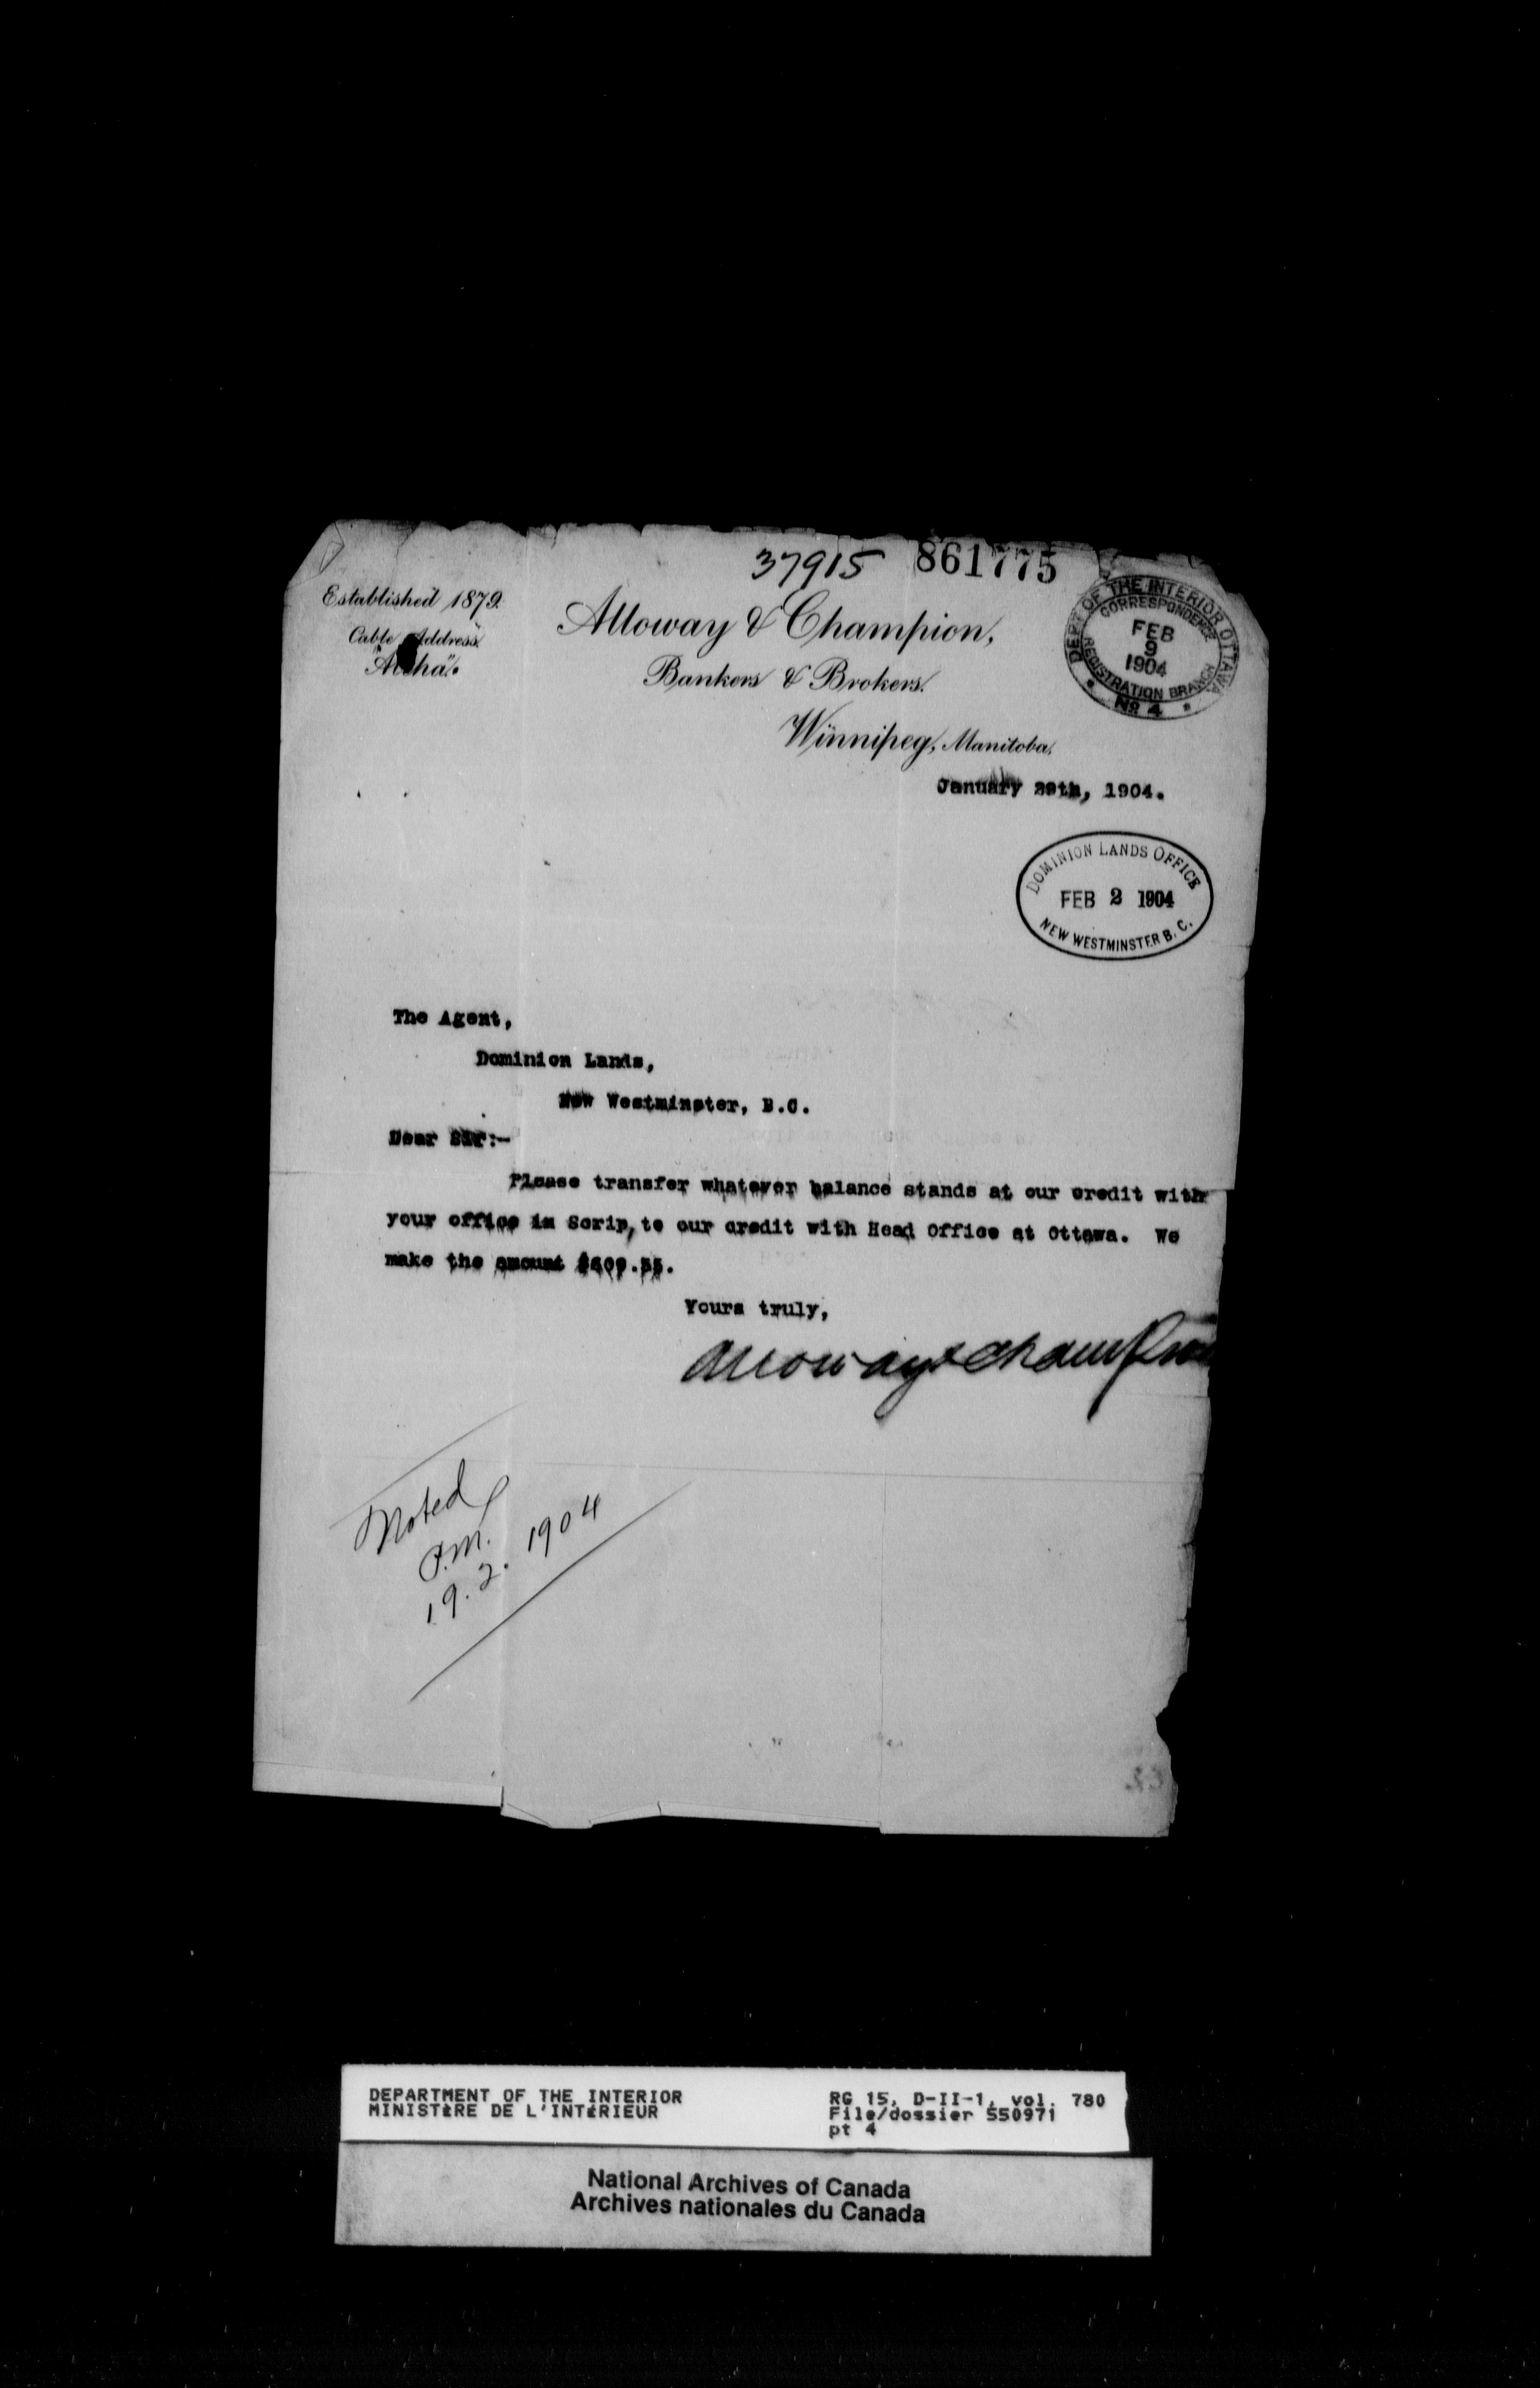 37915 861775
Established 1879.
Cable Address
Alloway & Champion,
Bankers & Brokers.
Winnipeg, Manitoba,
DEPT OF THE INTERIOR OTTAWA
CORRESPONDENCE
FEB
9
1904
REGISTRATION BRANCH
No 4
January 29th, 1904.
DOMINION LANDS OFFICE
FEB 2 1904
NEW WESTMINSTER B.C.
The Agent,
Dominion Lands,
New Westminster, B.C.
Dear Sir:-
Please transfer whatever balance stands at our credit with
your office in Scrip, to our credit with Head Office at Ottawa. We
make the amount
Yours truly,
Alloway & Champion
Noted
P.M.
19.2.1904
DEPARTMENT OF THE INTERIOR
MINISTÈRE DE L'INTÉRIEUR
RG 15, D-II-1, vol. 780
File/dossier 550971
pt 4
National Archives of Canada
Archives nationales du Canada